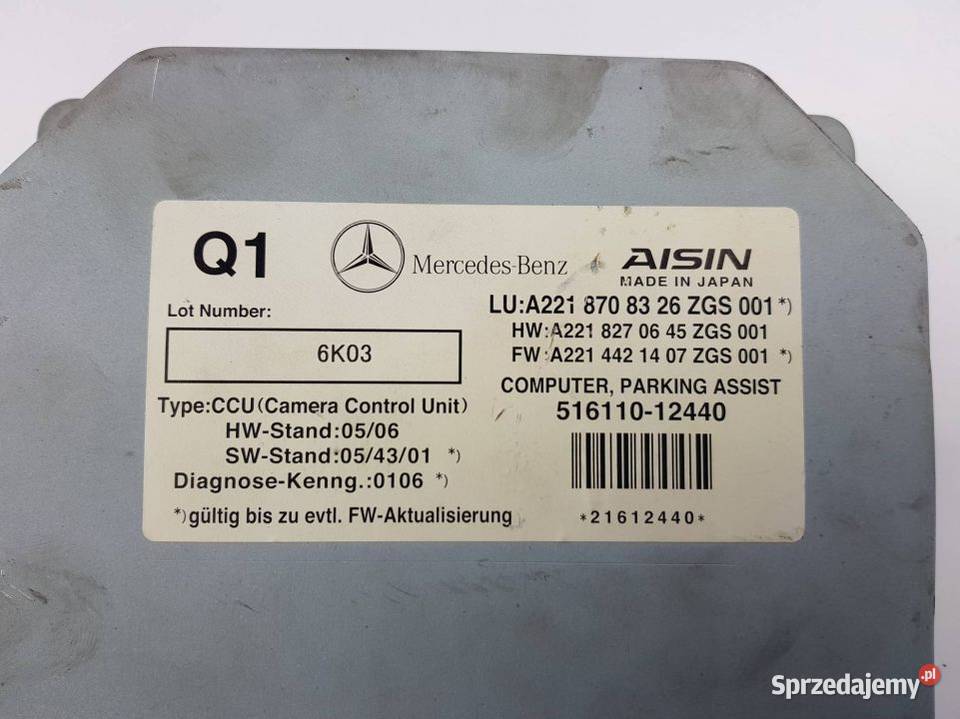 Q1
Mercedes-Benz
AISIN
MADE IN JAPAN
Lot Number:
6K03
LU:A221 870 83 26 ZGS 001 *)
HW:A221 827 06 45 ZGS 001
FW:A221 442 14 07 ZGS 001 *)
COMPUTER, PARKING ASSIST
516110-12440
Type:CCU(Camera Control Unit)
HW-Stand:05/06
SW-Stand:05/43/01 *)
Diagnose-Kenng.:0106 *)
*)gültig bis zu evtl. FW-Aktualisierung
*21612440*
Sprzedajemy.pl